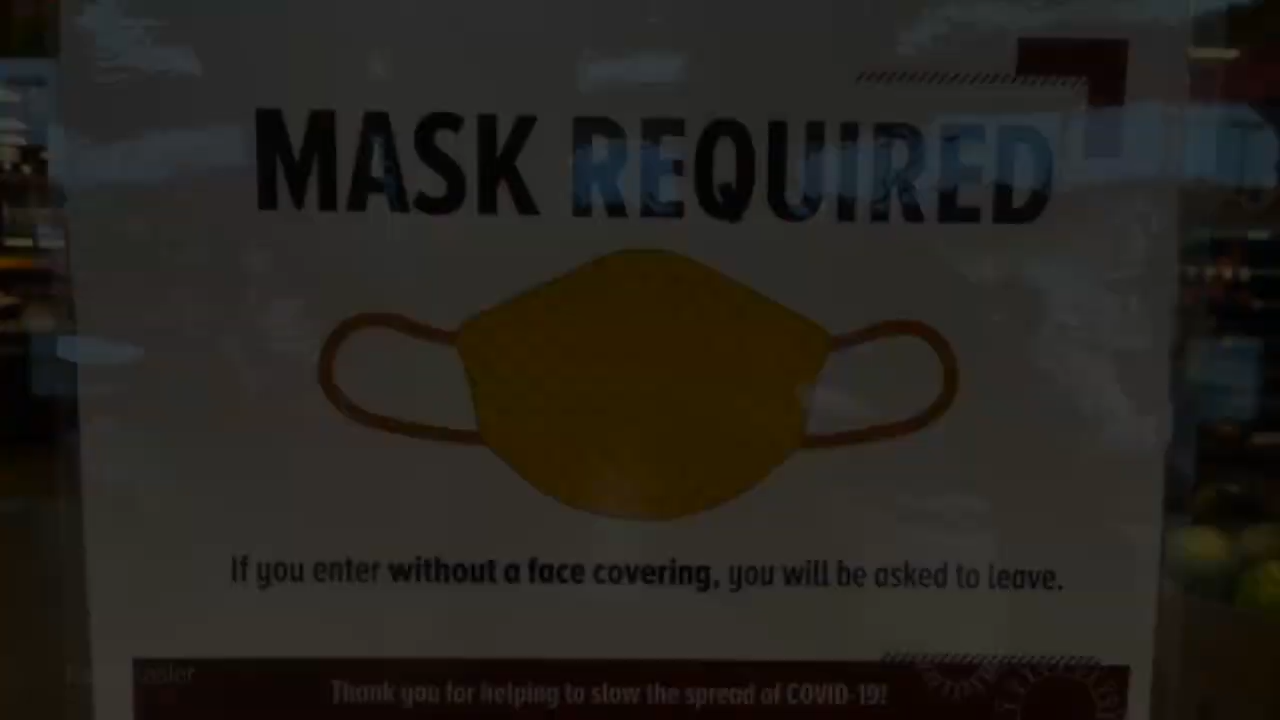 MASK REQUIRED
If you enter without a face covering, you will be asked to leave.
Thank you for helping to slow the spread of COVID-19!